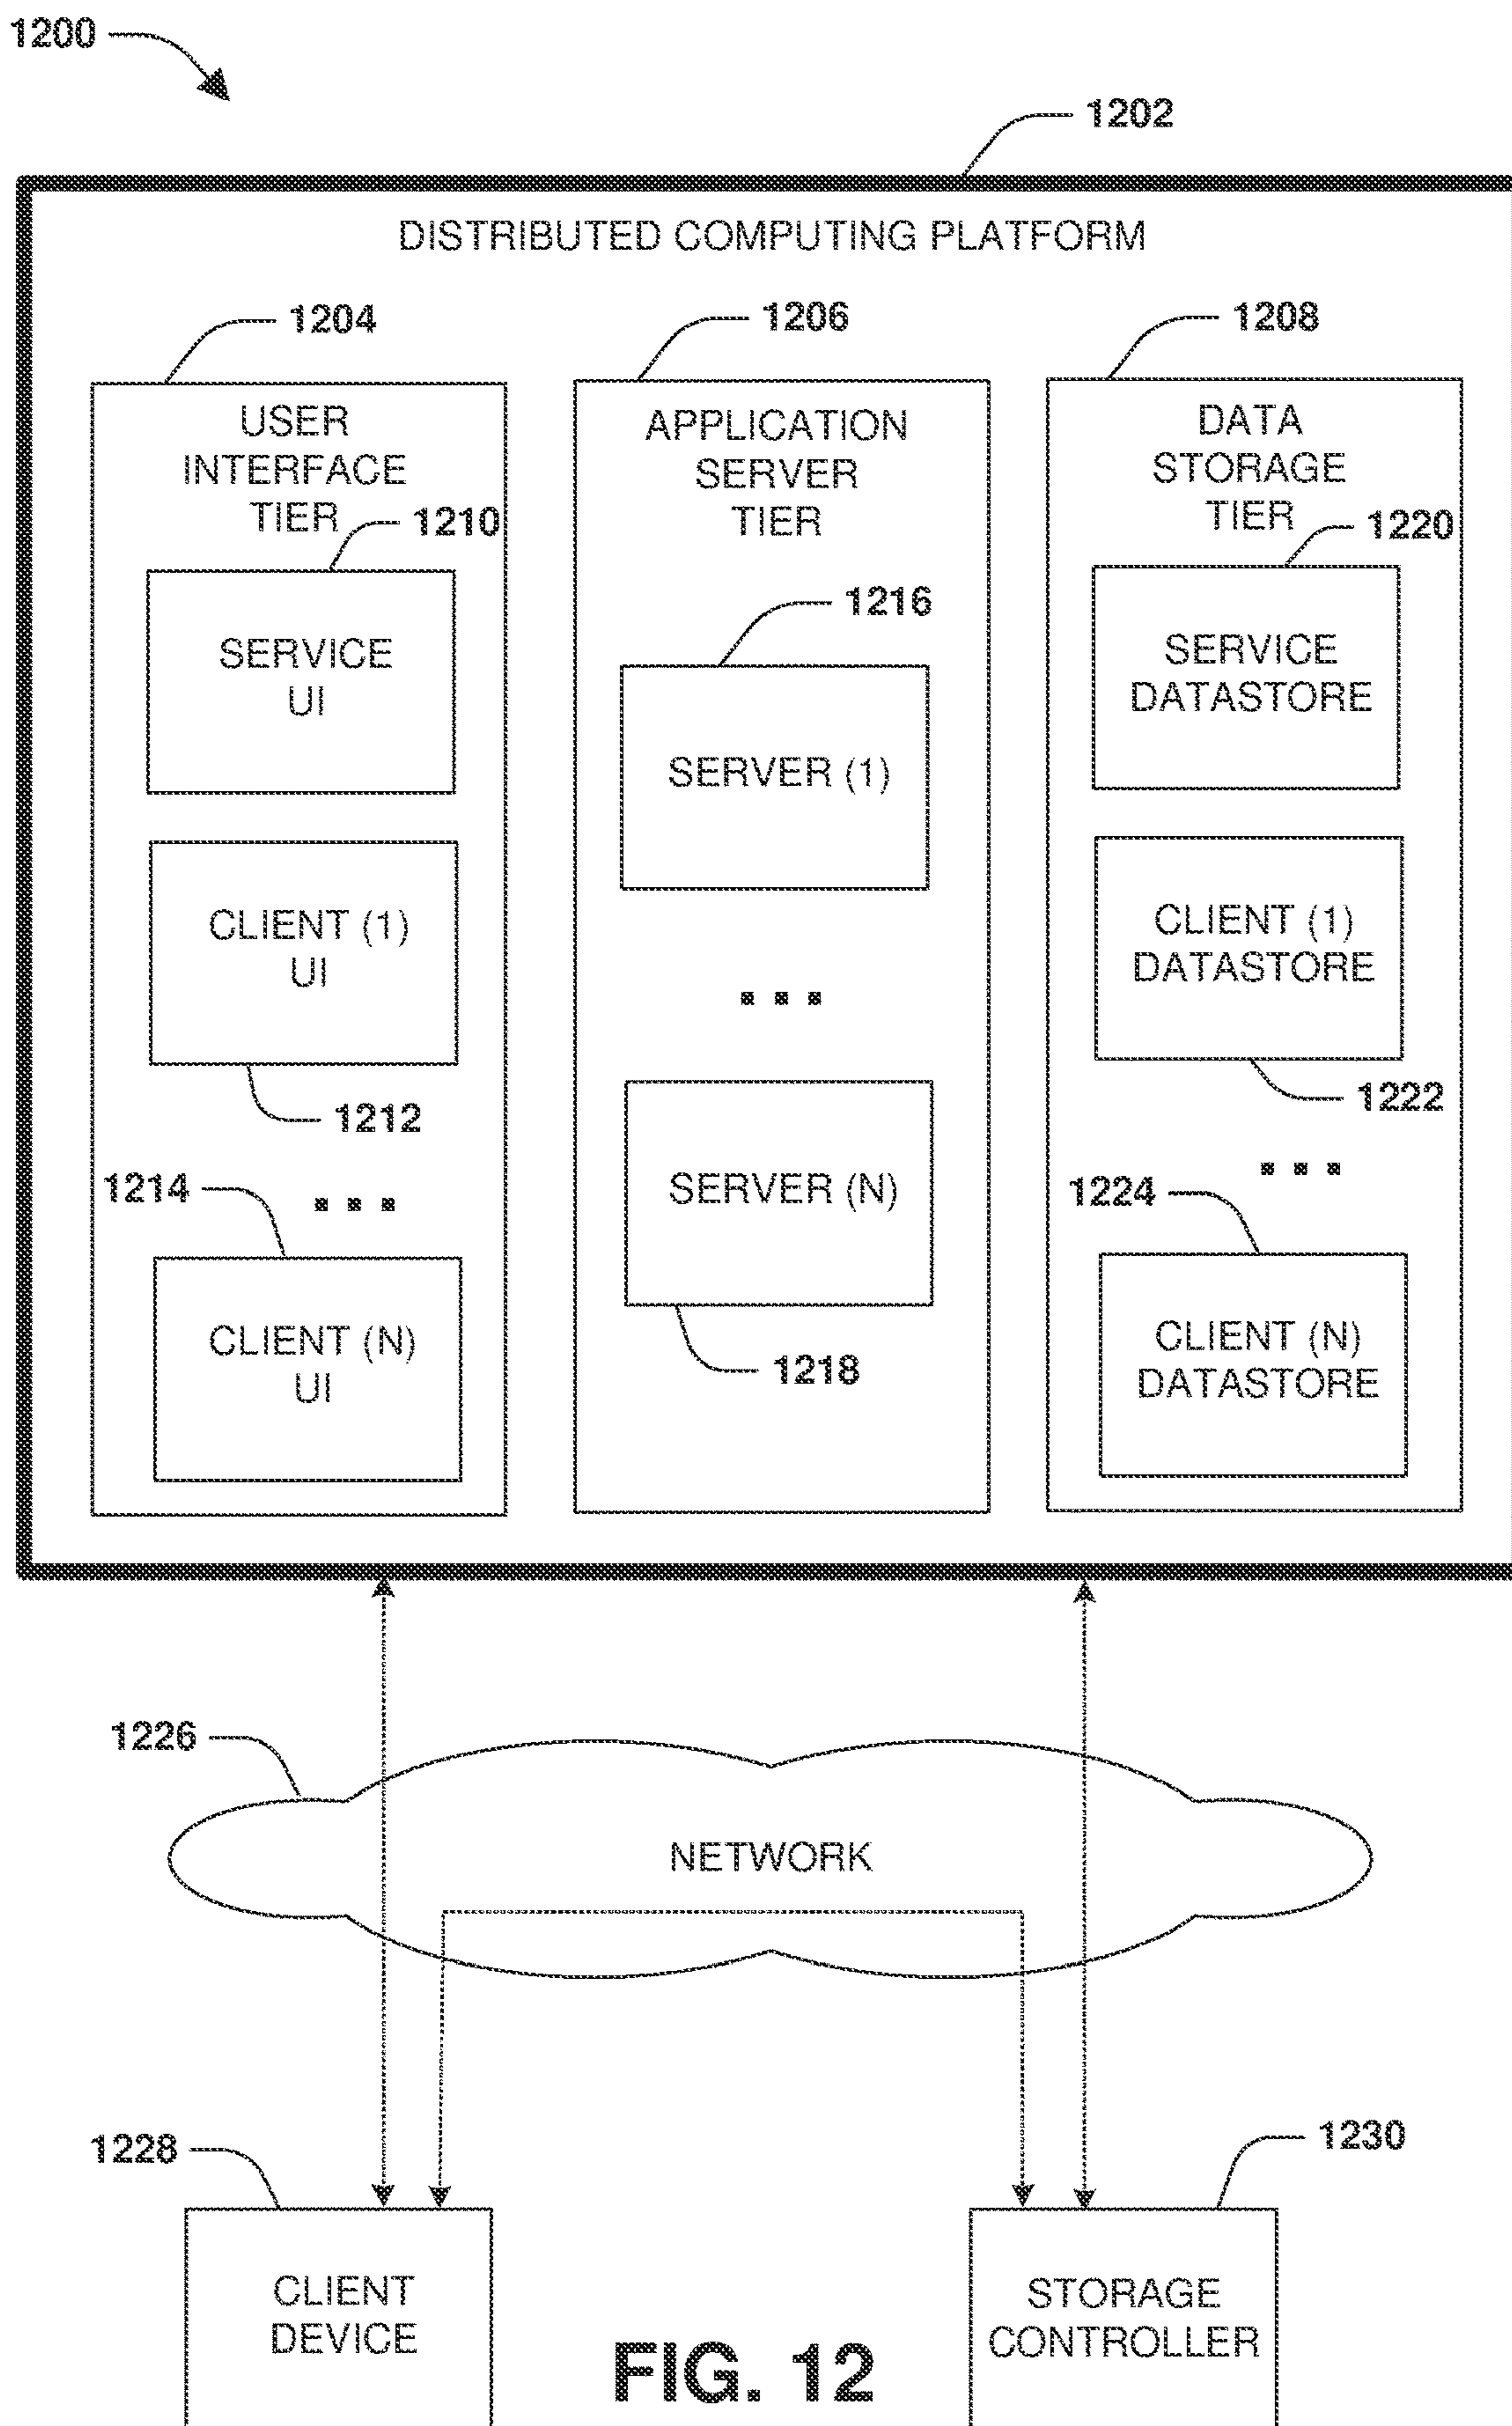 1200
1202
DISTRIBUTED COMPUTING PLATFORM
1204
USER
INTERFACE
TIER
1210
SERVICE
UI
CLIENT (1)
UI
1212
1214
...
CLIENT (N)
UI
1206
APPLICATION
SERVER
TIER
1216
SERVER (1)
...
SERVER (N)
1218
1208
DATA
STORAGE
TIER
1220
SERVICE
DATASTORE
CLIENT (1)
DATASTORE
1222
...
1224
CLIENT (N)
DATASTORE
1226
NETWORK
1228
CLIENT
DEVICE
1230
STORAGE
CONTROLLER
FIG. 12